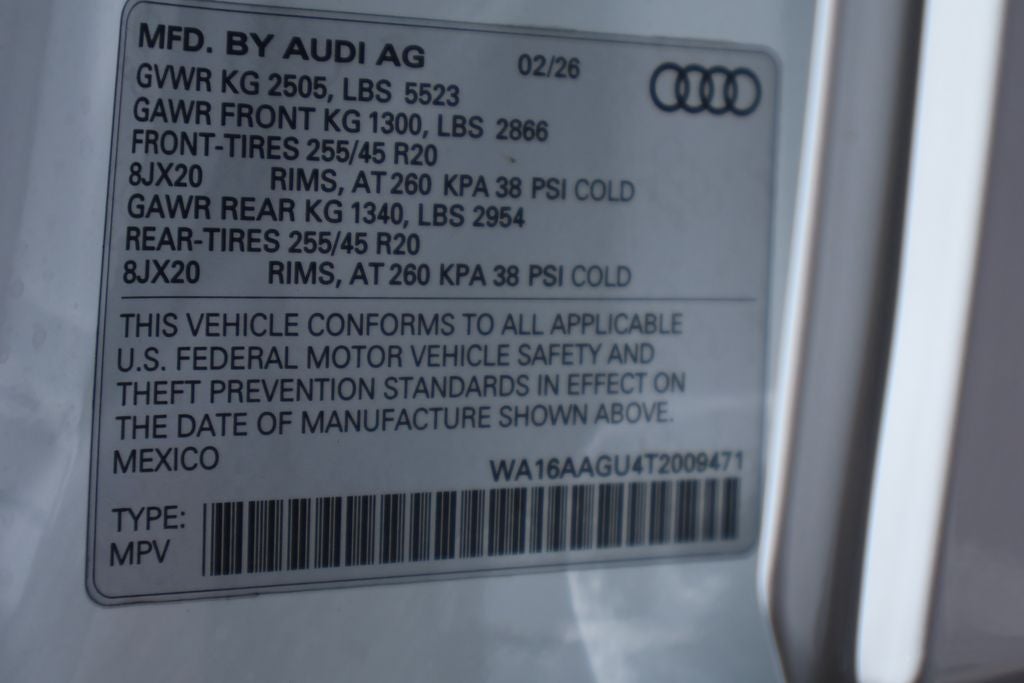 MFD. BY AUDI AG 02/26
GVWR KG 2505, LBS 5523
GAWR FRONT KG 1300, LBS 2866
FRONT-TIRES 255/45 R20
8JX20 RIMS, AT 260 KPA 38 PSI COLD
GAWR REAR KG 1340, LBS 2954
REAR-TIRES 255/45 R20
8JX20 RIMS, AT 260 KPA 38 PSI COLD
THIS VEHICLE CONFORMS TO ALL APPLICABLE
U.S. FEDERAL MOTOR VEHICLE SAFETY AND
THEFT PREVENTION STANDARDS IN EFFECT ON
THE DATE OF MANUFACTURE SHOWN ABOVE.
MEXICO WA16AAGU4T2009471
TYPE:
MPV